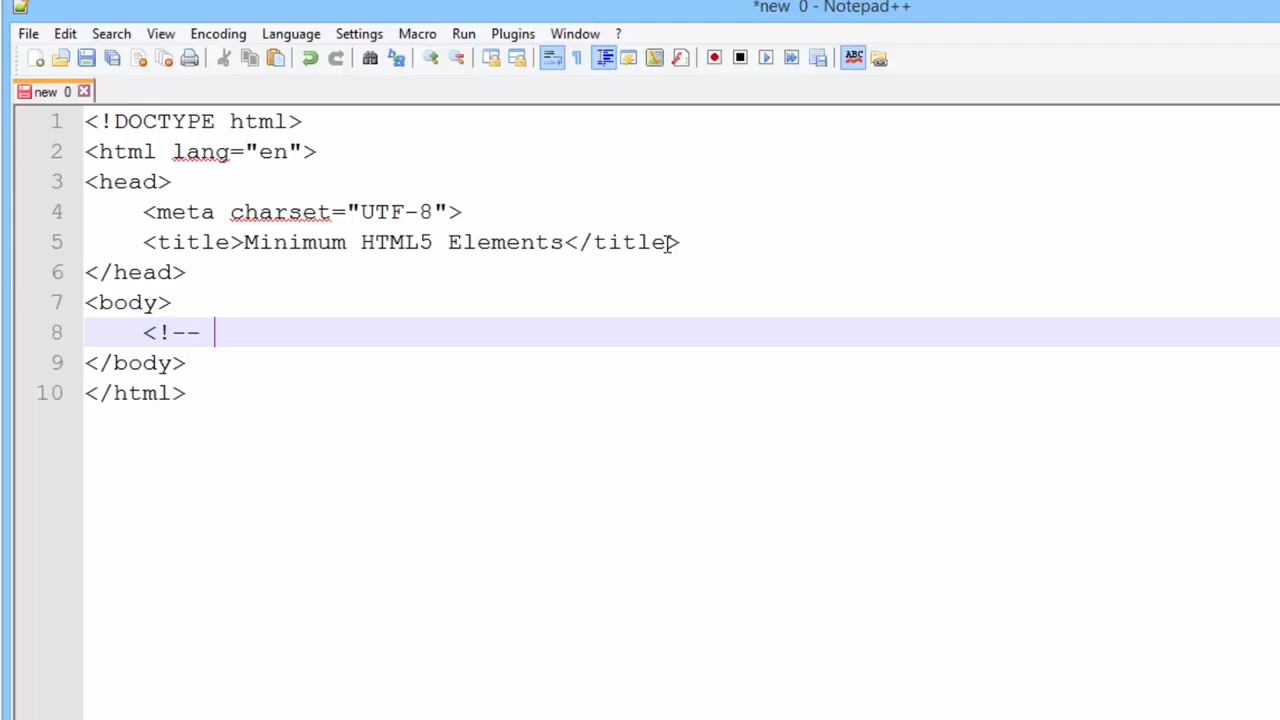 *new  0 - Notepad++
File Edit Search View Encoding Language Settings Macro Run Plugins Window ?
ABC
new  0
1 <!DOCTYPE html>
2 <html lang="en">
3 <head>
4     <meta charset="UTF-8">
5     <title>Minimum HTML5 Elements</title>
6 </head>
7 <body>
8     <!--
9 </body>
10 </html>